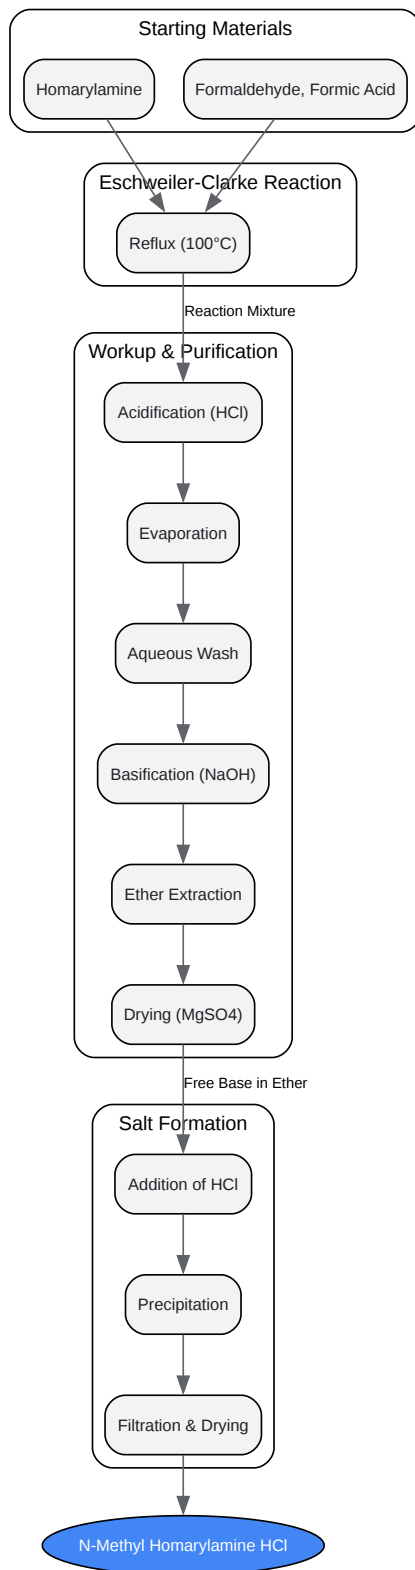 Starting Materials
Homarylamine
Formaldehyde, Formic Acid
Eschweiler-Clarke Reaction
Reflux (100°C)
Reaction Mixture
Workup & Purification
Acidification (HCl)
Evaporation
Aqueous Wash
Basification (NaOH)
Ether Extraction
Drying (MgSO4)
Free Base in Ether
Salt Formation
Addition of HCl
Precipitation
Filtration & Drying
N-Methyl Homarylamine HCl